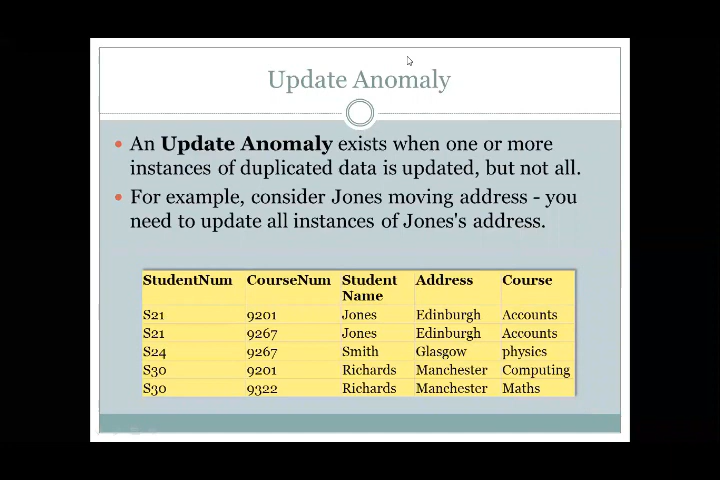 Update Anomaly
• An Update Anomaly exists when one or more
instances of duplicated data is updated, but not all.
• For example, consider Jones moving address - you
need to update all instances of Jones's address.
StudentNum CourseNum Student Name Address Course
S21 9201 Jones Edinburgh Accounts
S21 9267 Jones Edinburgh Accounts
S24 9267 Smith Glasgow physics
S30 9201 Richards Manchester Computing
S30 9322 Richards Manchester Maths